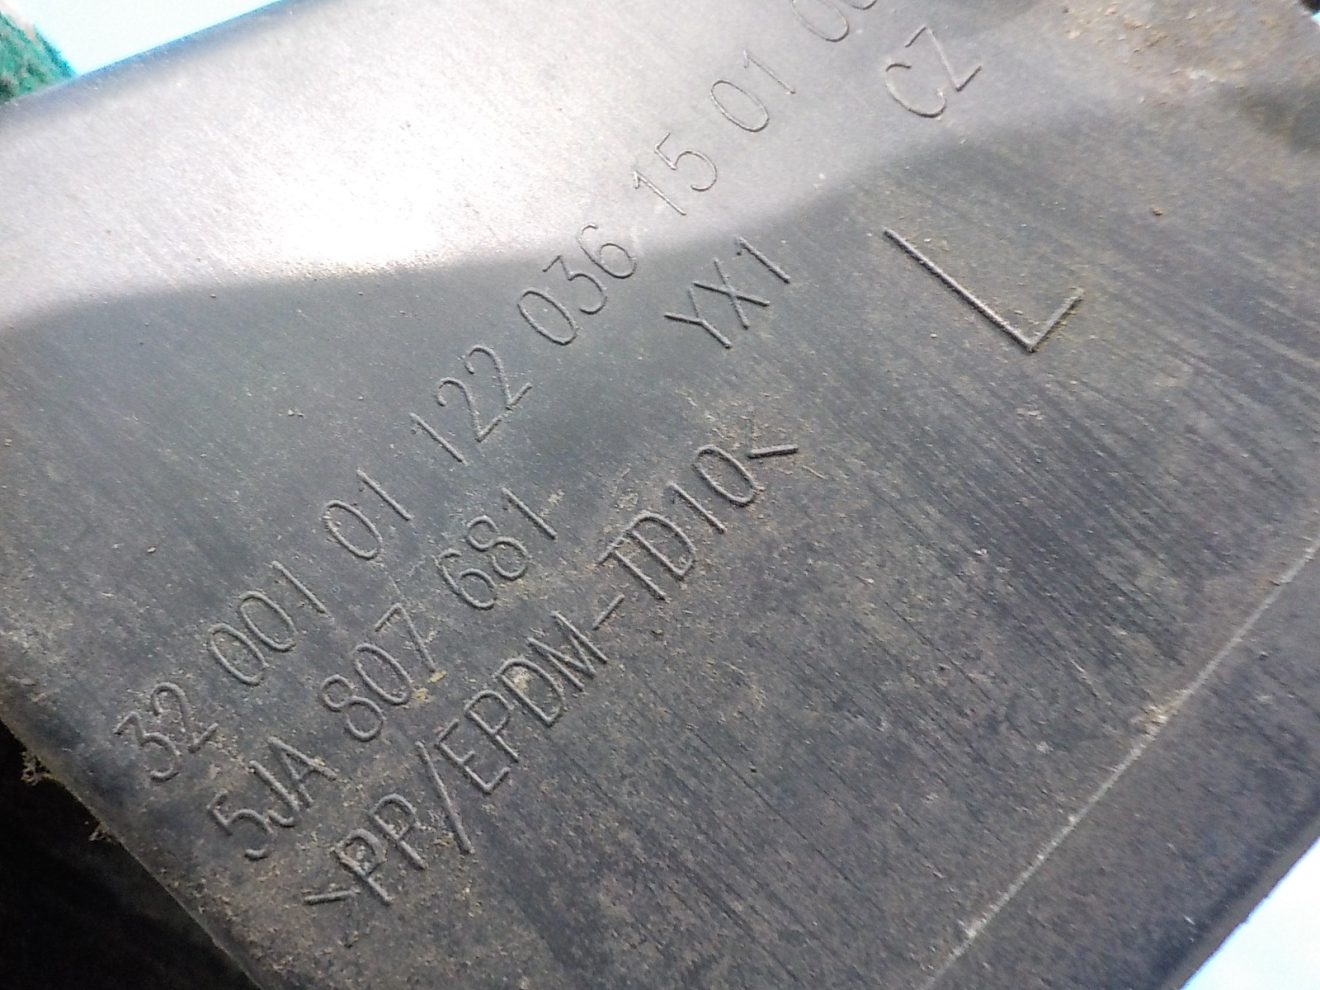 32 001 01 122 036 15 01
5JA 807 681 YX1 CZ
>PP/EPDM-TD10<
L